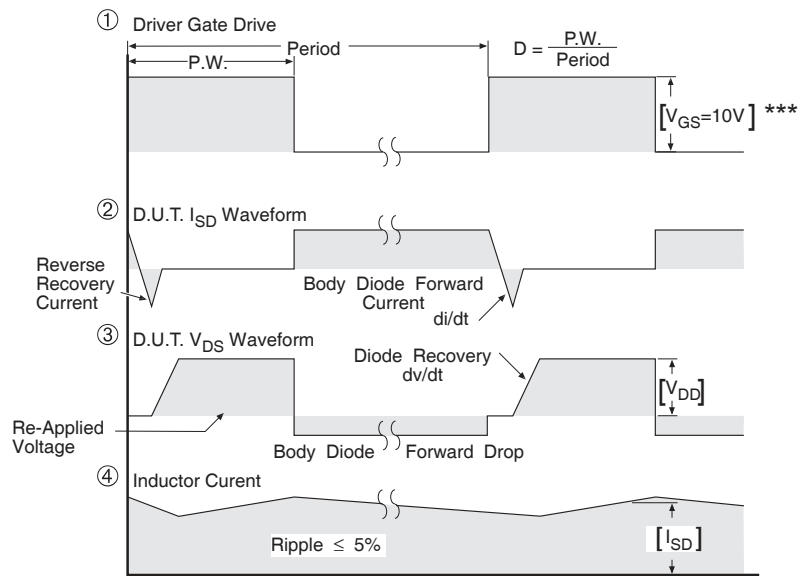 ① Driver Gate Drive
Period
P.W.
D = P.W. / Period
[VGS=10V] ***
② D.U.T. ISD Waveform
Reverse
Recovery
Current
Body Diode Forward
Current
di/dt
③ D.U.T. VDS Waveform
Diode Recovery
dv/dt
[VDD]
Re-Applied
Voltage
Body Diode Forward Drop
④ Inductor Curent
Ripple ≤ 5%
[ISD]